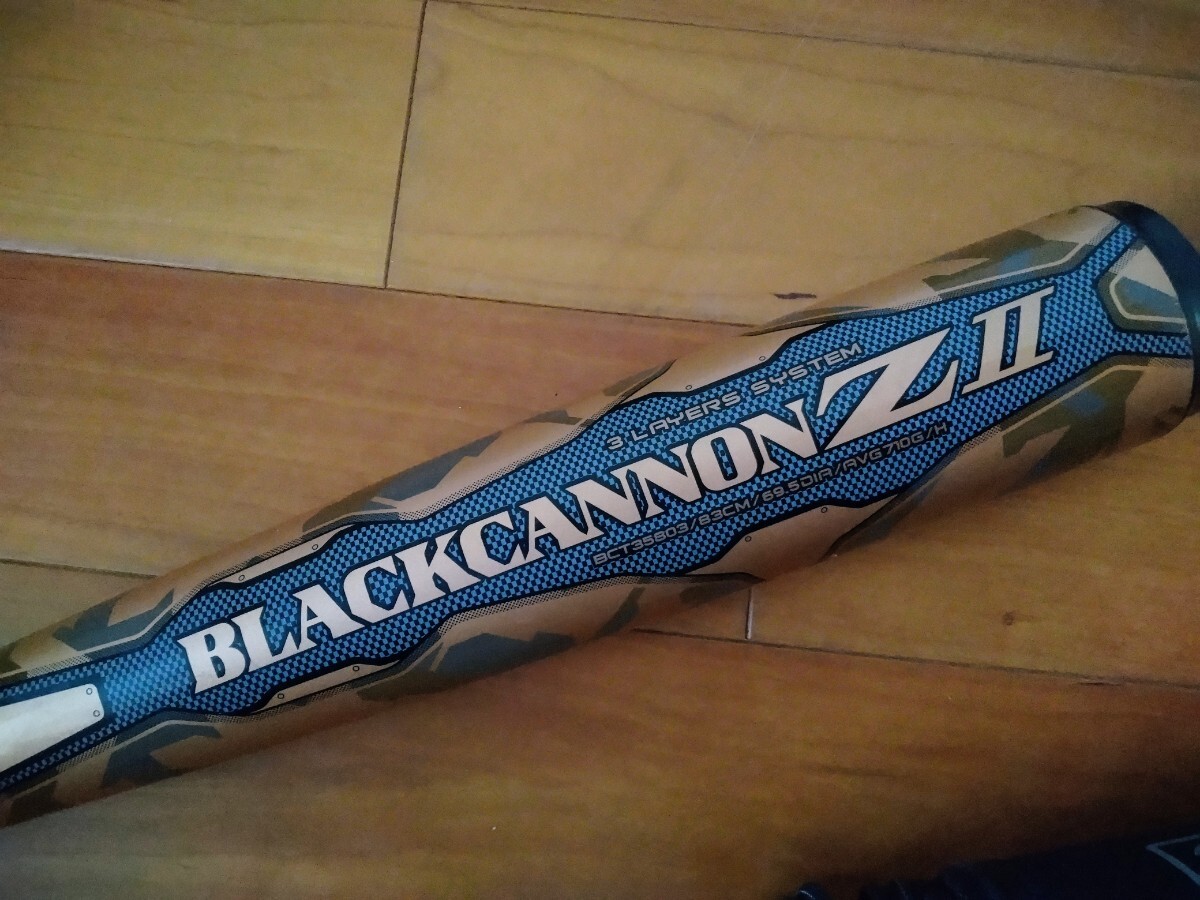 3 LAYERS SYSTEM
BLACKCANNON Z II
BCT35803/83CM/69.5DIA/AVG710G/H